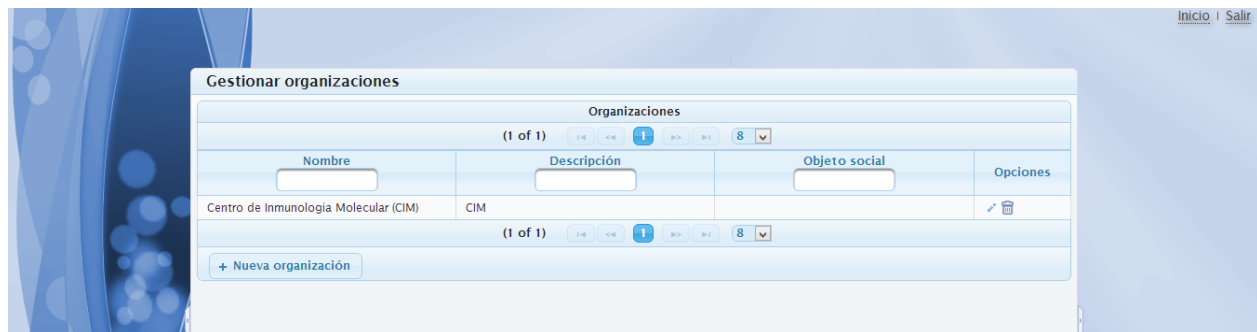 Inicio | Salir
Gestionar organizaciones
Organizaciones
(1 of 1) 1 8
Nombre Descripción Objeto social Opciones
Centro de Inmunologia Molecular (CIM) CIM
(1 of 1) 1 8
+ Nueva organización